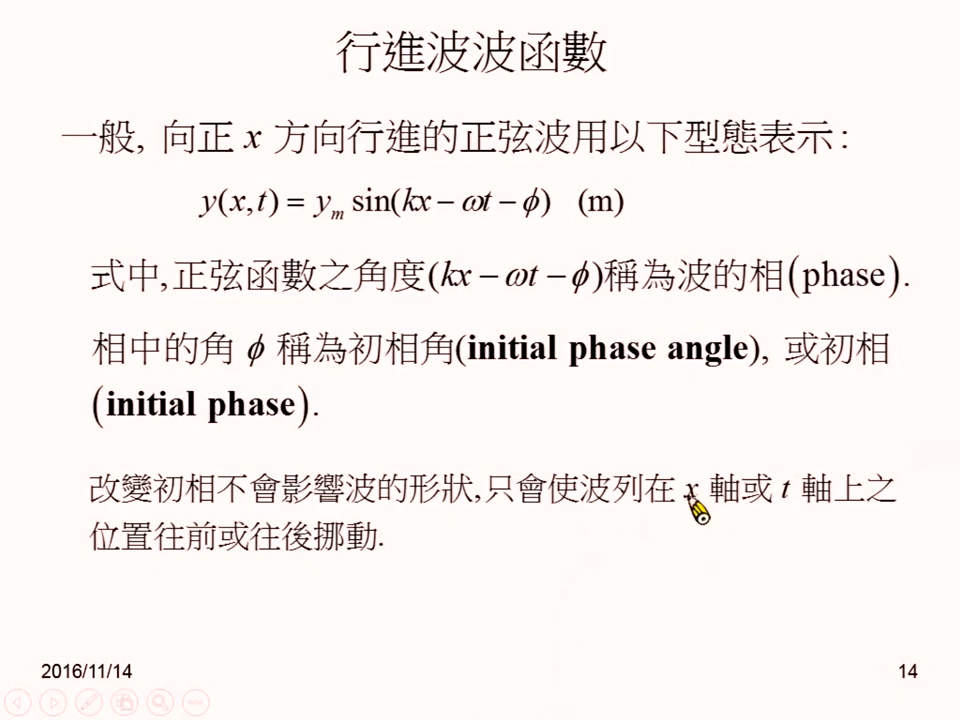 行進波波函數
一般, 向正 x 方向行進的正弦波用以下型態表示:
y(x,t) = yₘ sin(kx − ωt − ϕ) (m)
式中,正弦函數之角度(kx − ωt − ϕ)稱為波的相(phase).
相中的角 ϕ 稱為初相角(initial phase angle), 或初相
(initial phase).
改變初相不會影響波的形狀,只會使波列在 x 軸或 t 軸上之
位置往前或往後挪動.
2016/11/14
14